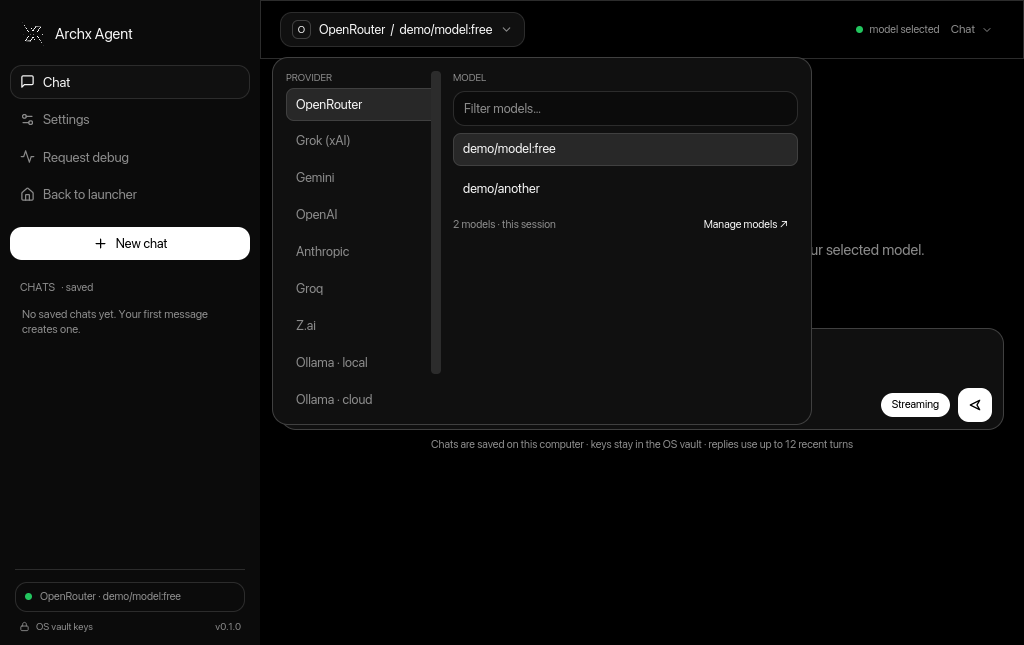 Archx Agent
Chat
Settings
Request debug
Back to launcher
New chat
CHATS · saved
No saved chats yet. Your first message
creates one.
OpenRouter · demo/model:free
OS vault keys
v0.1.0
O
OpenRouter / demo/model:free
model selected
Chat
PROVIDER
OpenRouter
Grok (xAI)
Gemini
OpenAI
Anthropic
Groq
Z.ai
Ollama · local
Ollama · cloud
MODEL
Filter models...
demo/model:free
demo/another
2 models · this session
Manage models ↗
selected model.
Streaming
Chats are saved on this computer · keys stay in the OS vault · replies use up to 12 recent turns